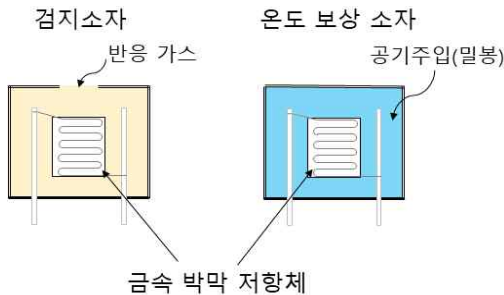 검지소자
온도 보상 소자
반응 가스
공기주입(밀봉)
금속 박막 저항체